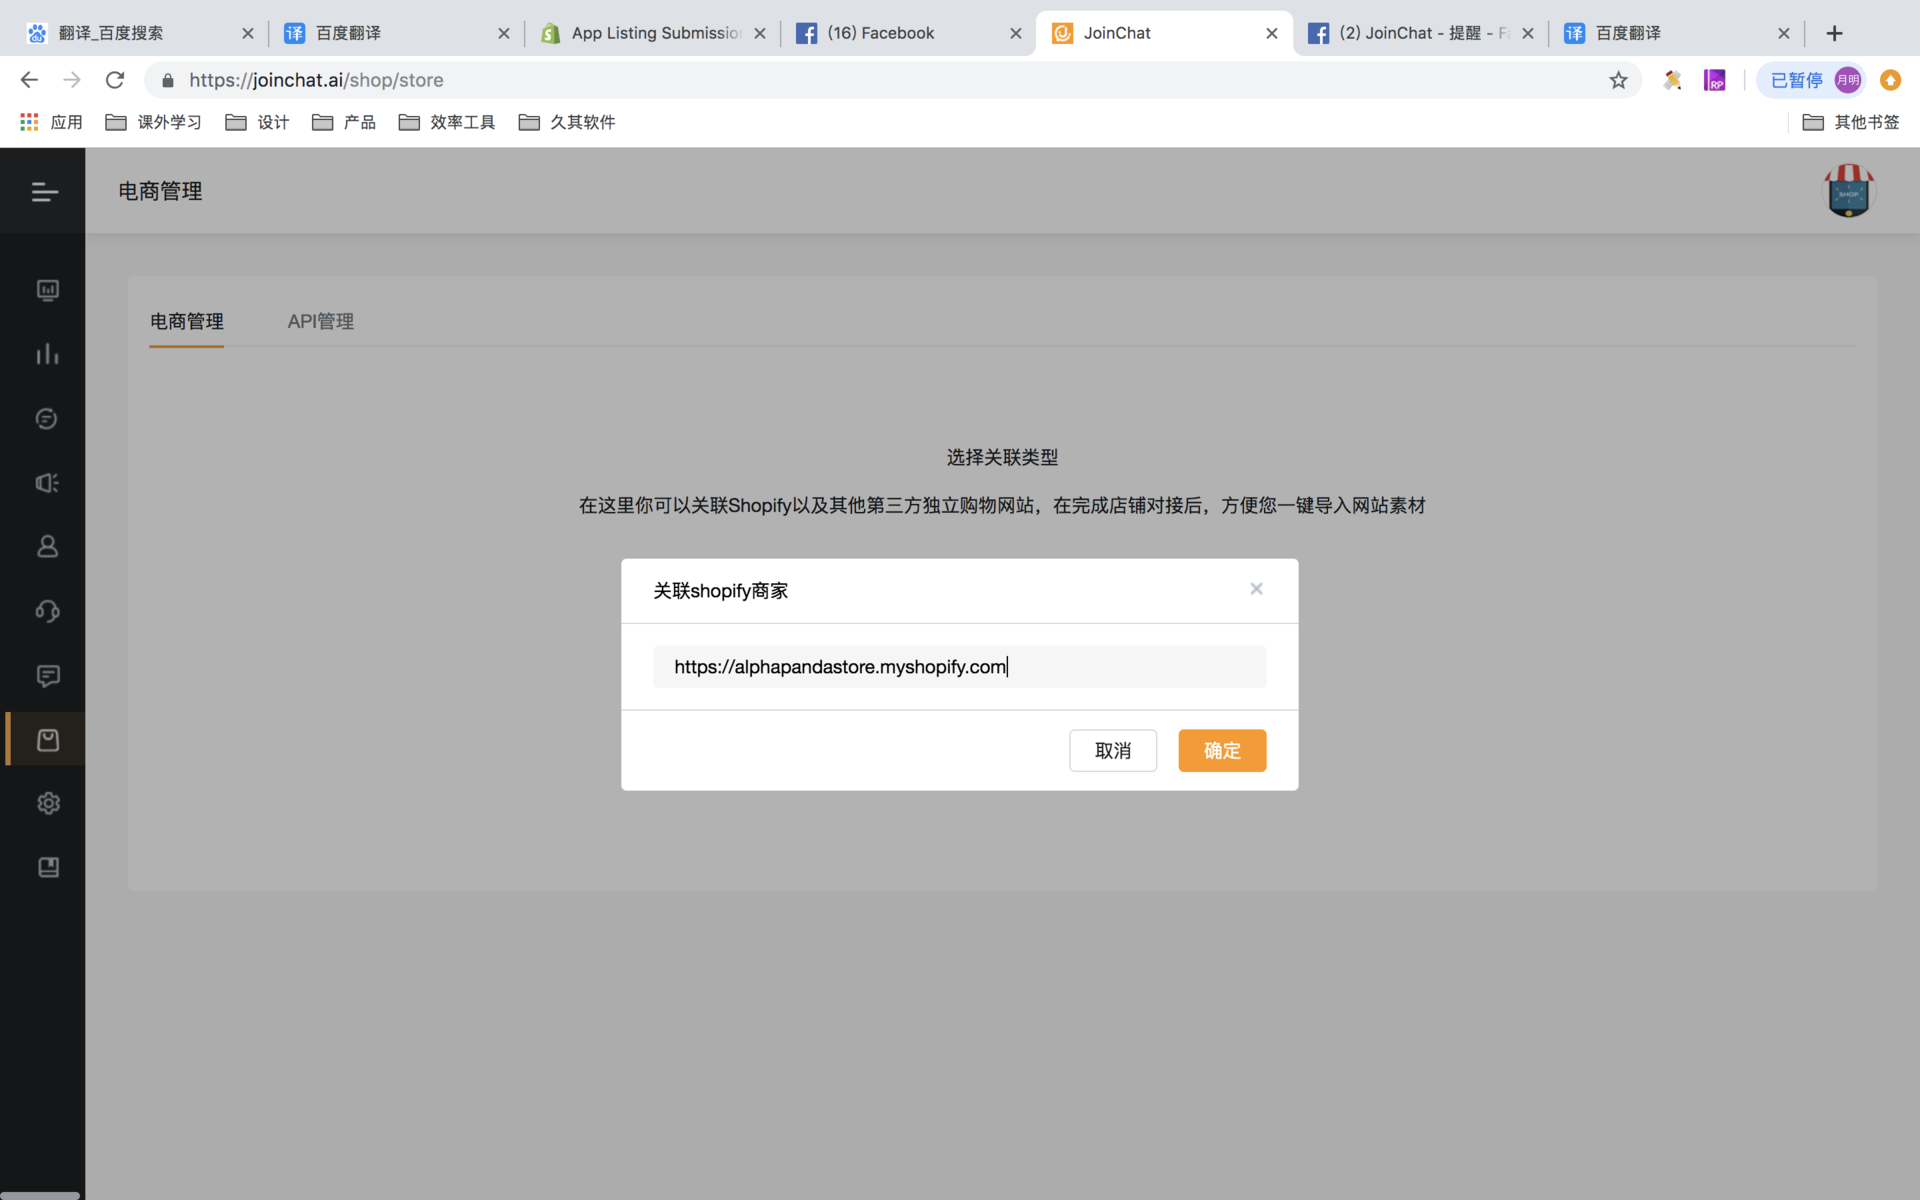 翻译_百度搜索
百度翻译
App Listing Submissio
(16) Facebook
JoinChat
(2) JoinChat - 提醒 - F
百度翻译
https://joinchat.ai/shop/store
RP
已暂停
月明
应用
课外学习
设计
产品
效率工具
久其软件
其他书签
电商管理
SHOP
电商管理
API管理
选择关联类型
在这里你可以关联Shopify以及其他第三方独立购物网站，在完成店铺对接后，方便您一键导入网站素材
关联shopify商家
https://alphapandastore.myshopify.com
取消
确定